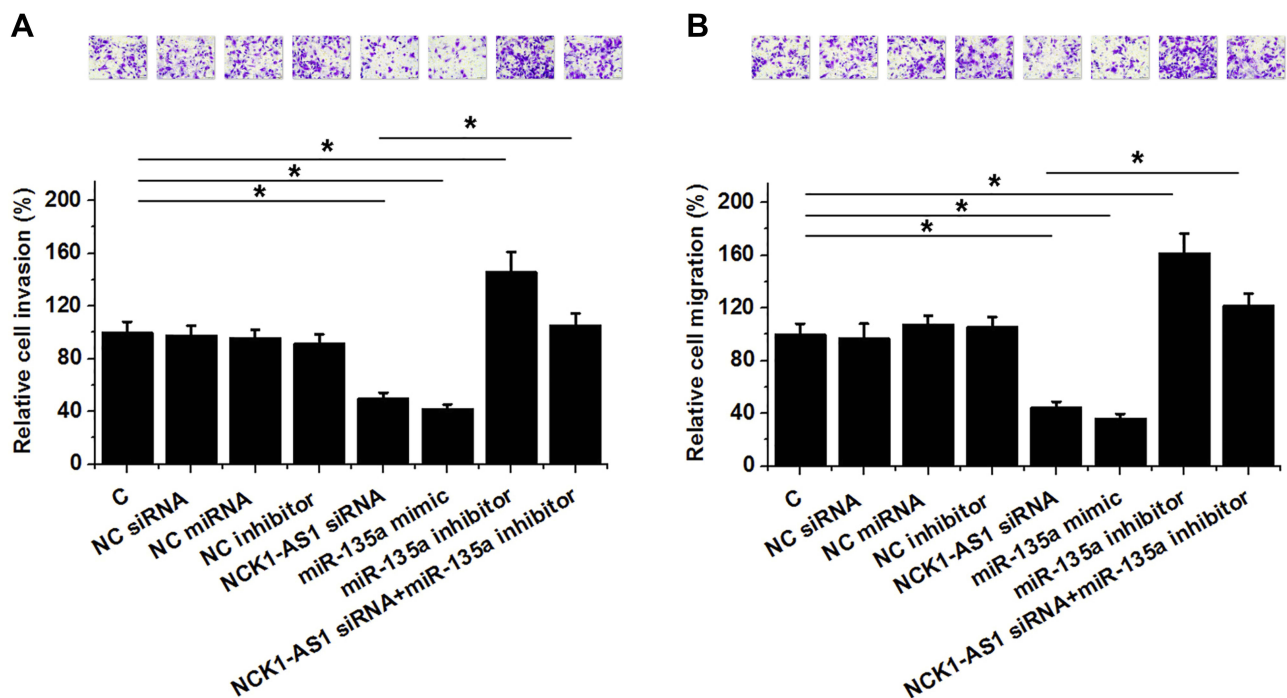 A
*
*
*
*
Relative cell invasion (%)
200
160
120
80
40
0
C
NC siRNA
NC miRNA
NC inhibitor
NCK1-AS1 siRNA
miR-135a mimic
miR-135a inhibitor
NCK1-AS1 siRNA+miR-135a inhibitor
B
*
*
*
*
Relative cell migration (%)
200
160
120
80
40
0
C
NC siRNA
NC miRNA
NC inhibitor
NCK1-AS1 siRNA
miR-135a mimic
miR-135a inhibitor
NCK1-AS1 siRNA+miR-135a inhibitor